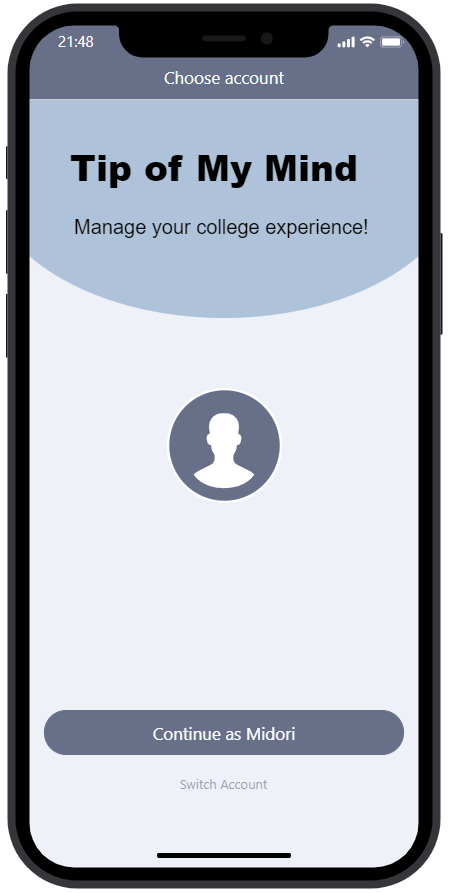 21:48
Choose account
Tip of My Mind
Manage your college experience!
Continue as Midori
Switch Account